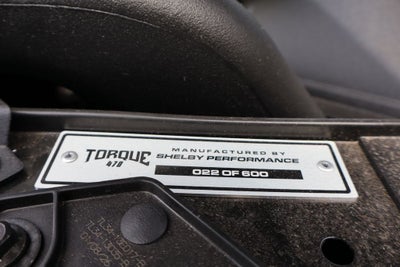 TORQUE
470
MANUFACTURED BY
SHELBY PERFORMANCE
022 OF 600